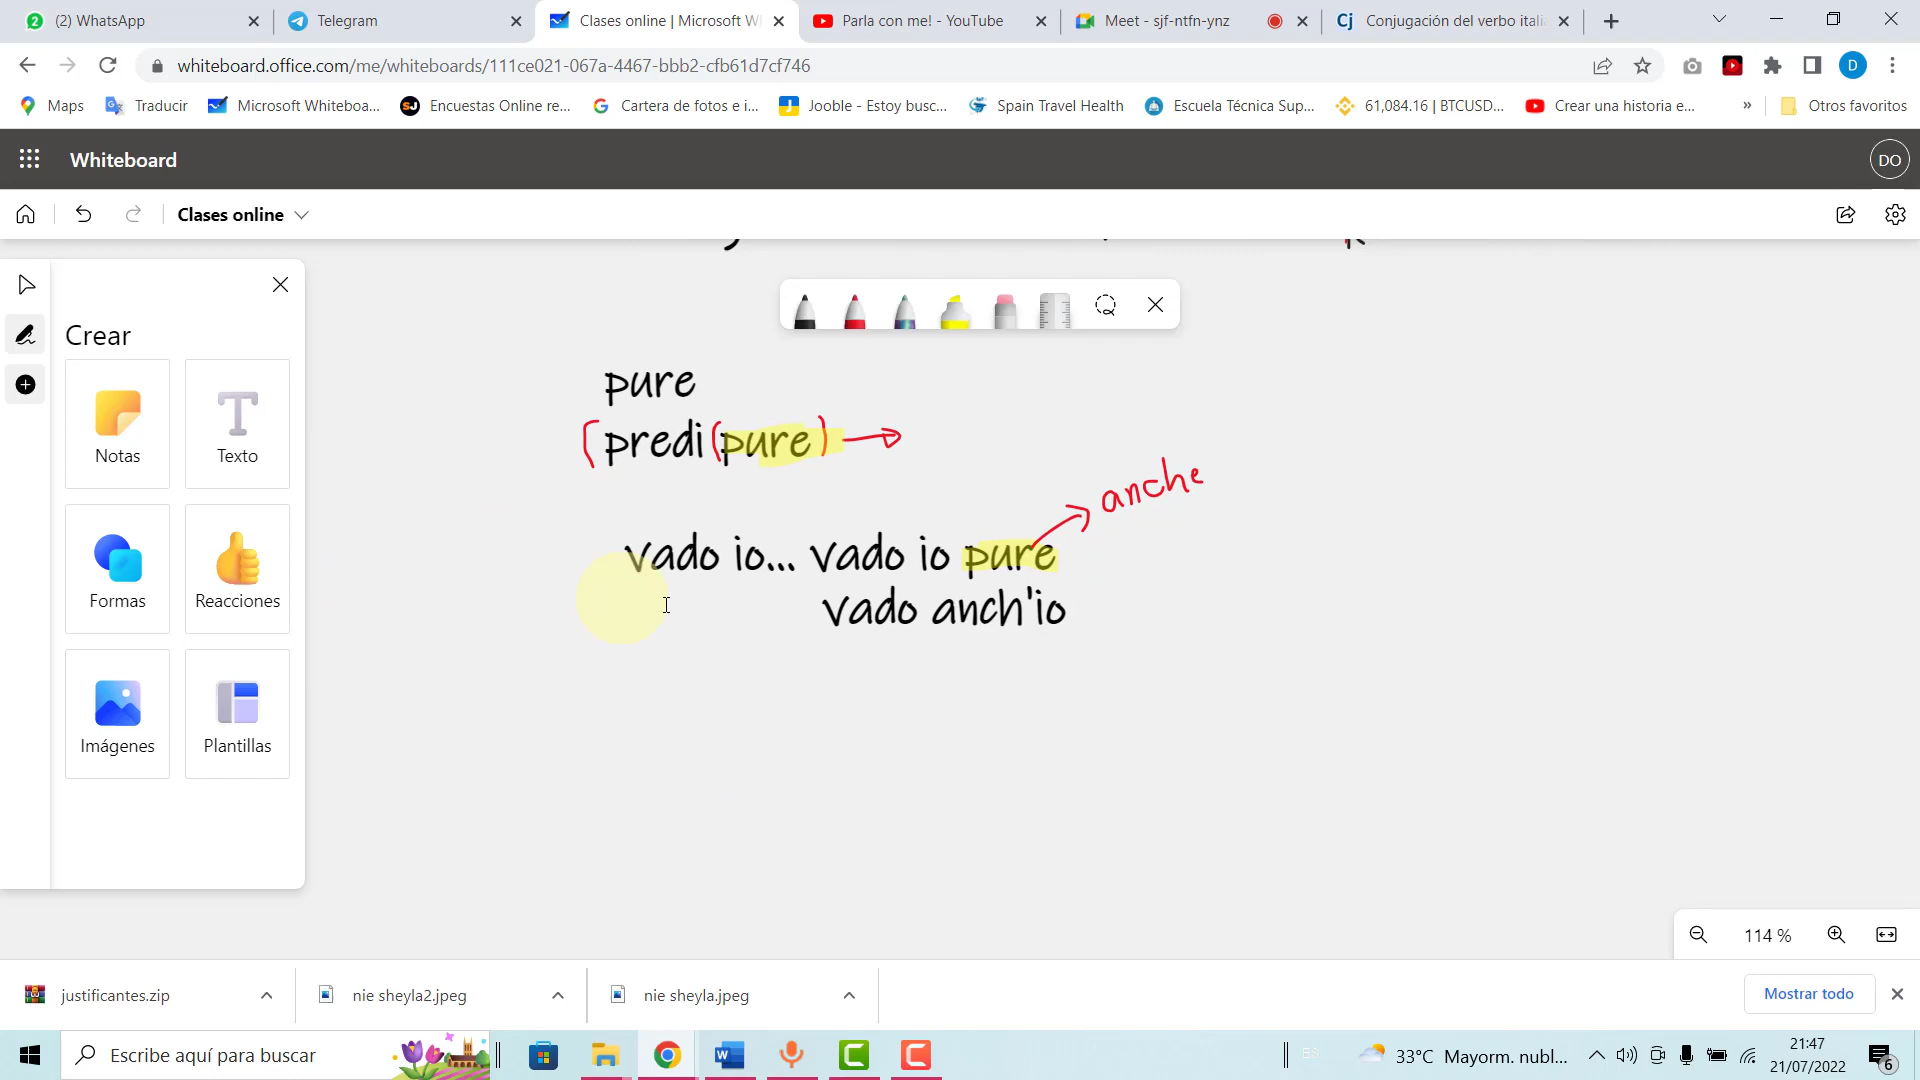 (2) WhatsApp
Telegram
Clases online | Microsoft W
Parla con me! - YouTube
Meet - sjf-ntfn-ynz
Cj Conjugación del verbo itali
whiteboard.office.com/me/whiteboards/111ce021-067a-4467-bbb2-cfb61d7cf746
D
Maps
Traducir
Microsoft Whiteboa...
Encuestas Online re...
Cartera de fotos e i...
Jooble - Estoy busc...
Spain Travel Health
Escuela Técnica Sup...
61,084.16 | BTCUSD...
Crear una historia e...
»
Otros favoritos
Whiteboard
DO
Clases online
Crear
Notas
Texto
Formas
Reacciones
Imágenes
Plantillas
pure
(predi (pure)
anche
vado io... vado io pure
vado anch'io
114 %
justificantes.zip
nie sheyla2.jpeg
nie sheyla.jpeg
Mostrar todo
Escribe aquí para buscar
33°C Mayorm. nubl...
21:47
21/07/2022
6